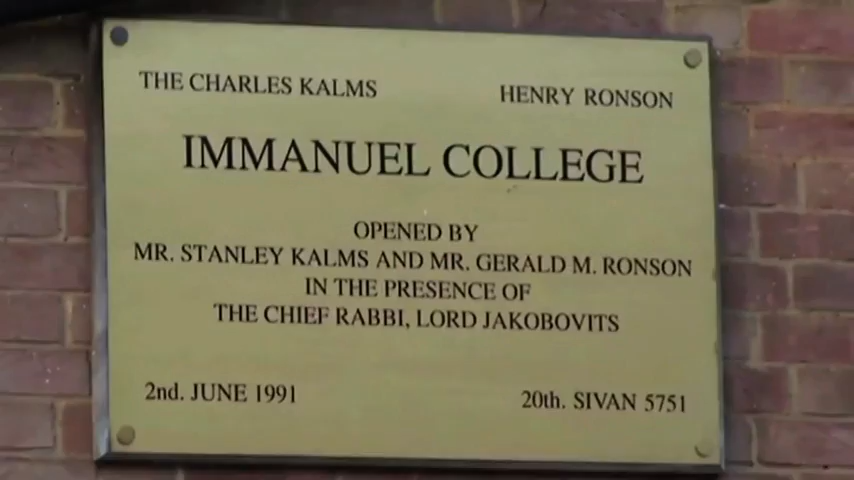 THE CHARLES KALMS HENRY RONSON
IMMANUEL COLLEGE
OPENED BY
MR. STANLEY KALMS AND MR. GERALD M. RONSON
IN THE PRESENCE OF
THE CHIEF RABBI, LORD JAKOBOVITS
2nd. JUNE 1991 20th. SIVAN 5751